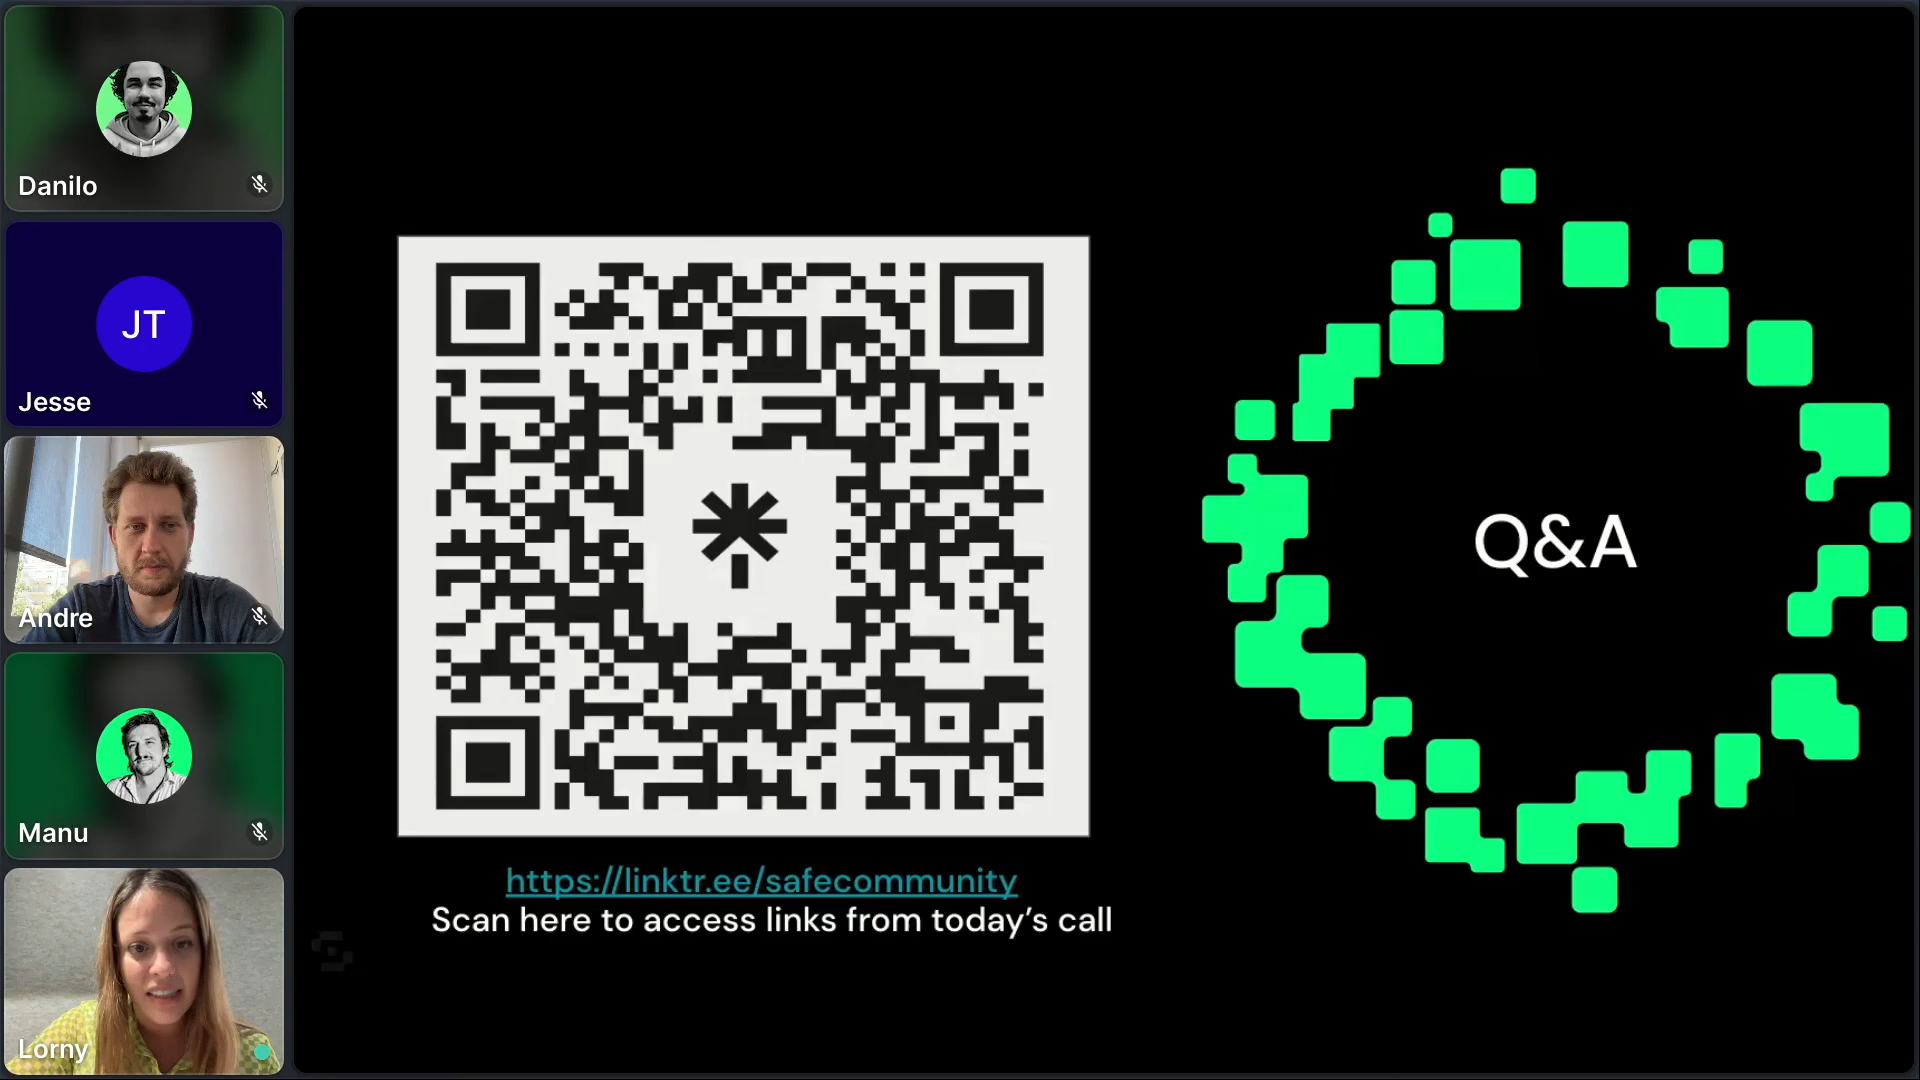 Danilo
JT
Jesse
Andre
Manu
Lorny
https://linktr.ee/safecommunity
Scan here to access links from today’s call
Q&A